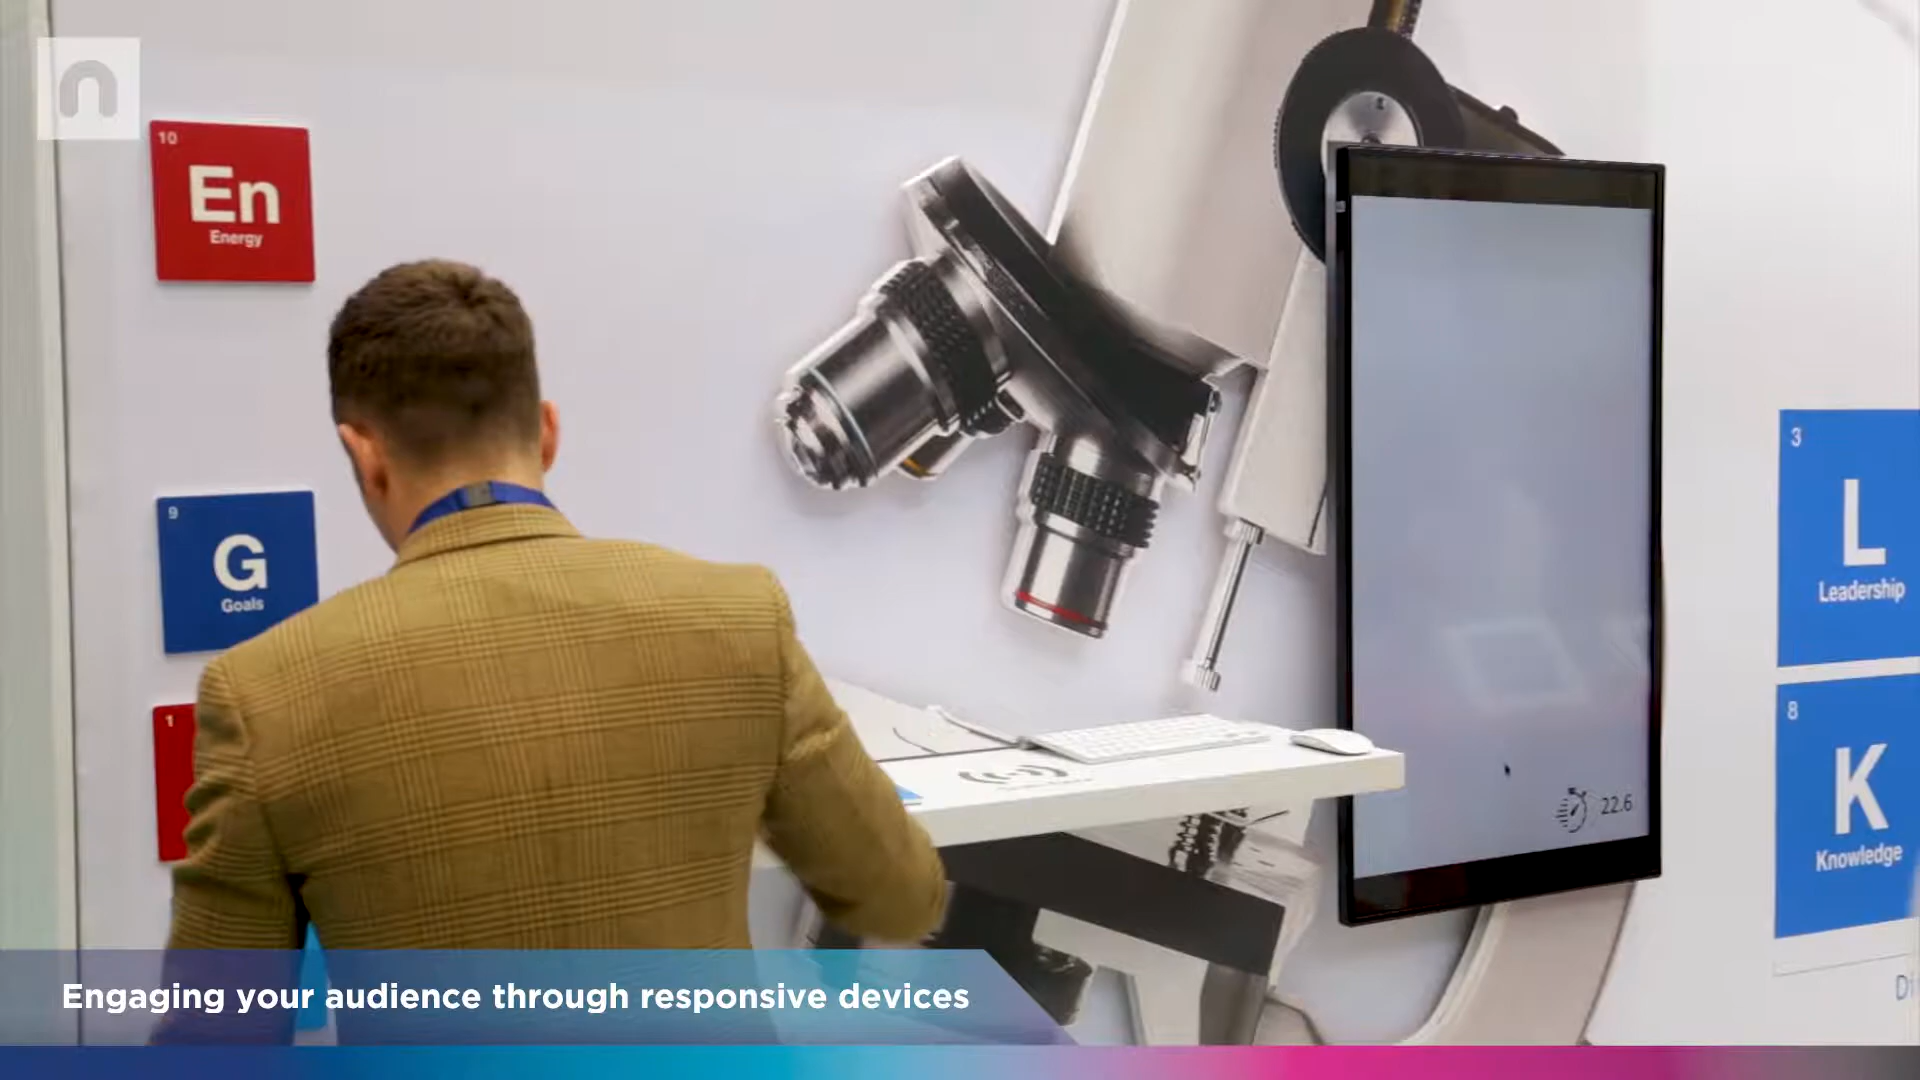 n
10
En
Energy
9
G
Goals
1
22.6
3
L
Leadership
8
K
Knowledge
Engaging your audience through responsive devices